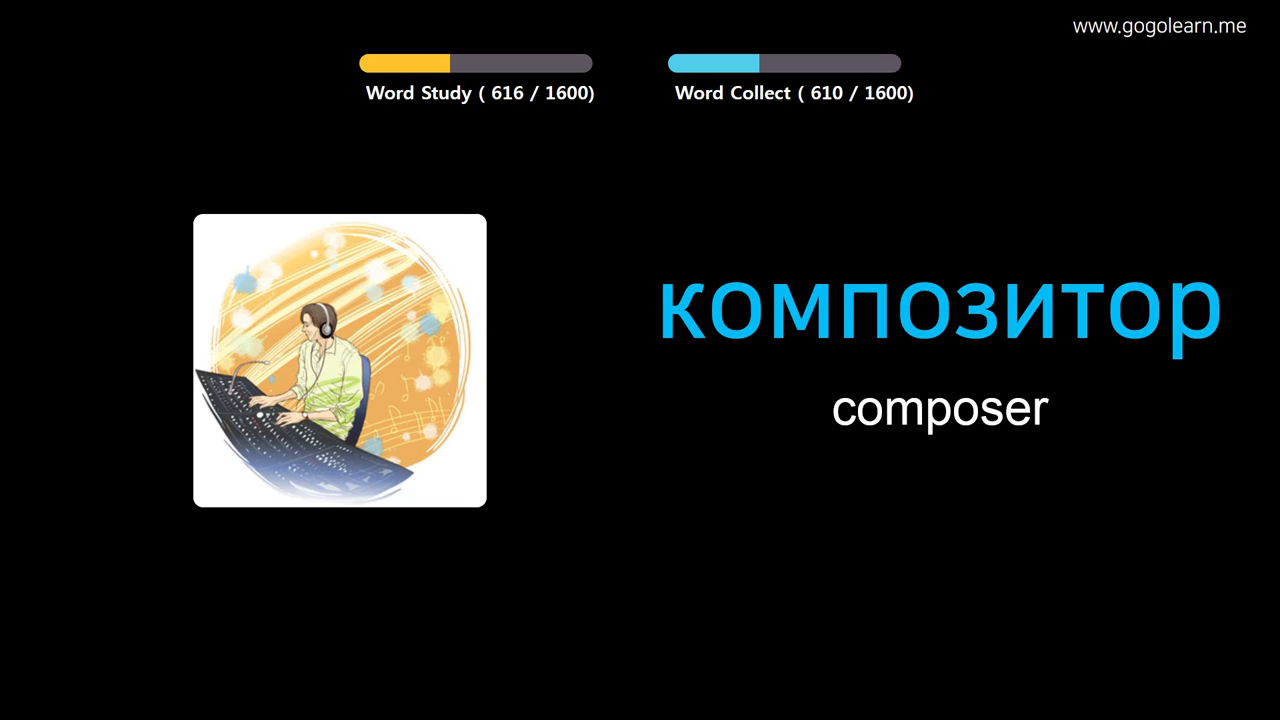 www.gogolearn.me
Word Study ( 616 / 1600)
Word Collect ( 610 / 1600)
композитор
composer